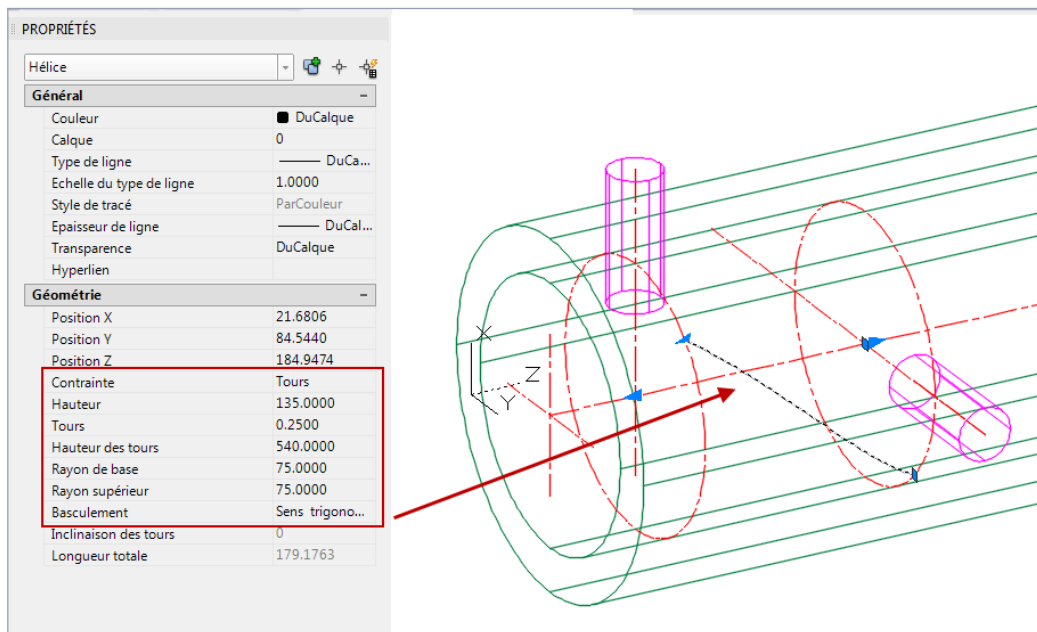 PROPRIÉTÉS
Hélice
Général
Couleur DuCalque
Calque 0
Type de ligne DuCa...
Echelle du type de ligne 1.0000
Style de tracé ParCouleur
Epaisseur de ligne DuCal...
Transparence DuCalque
Hyperlien
Géométrie
Position X 21.6806
Position Y 84.5440
Position Z 184.9474
Contrainte Tours
Hauteur 135.0000
Tours 0.2500
Hauteur des tours 540.0000
Rayon de base 75.0000
Rayon supérieur 75.0000
Basculement Sens trigono...
Inclinaison des tours 0
Longueur totale 179.1763
X
Z
Y